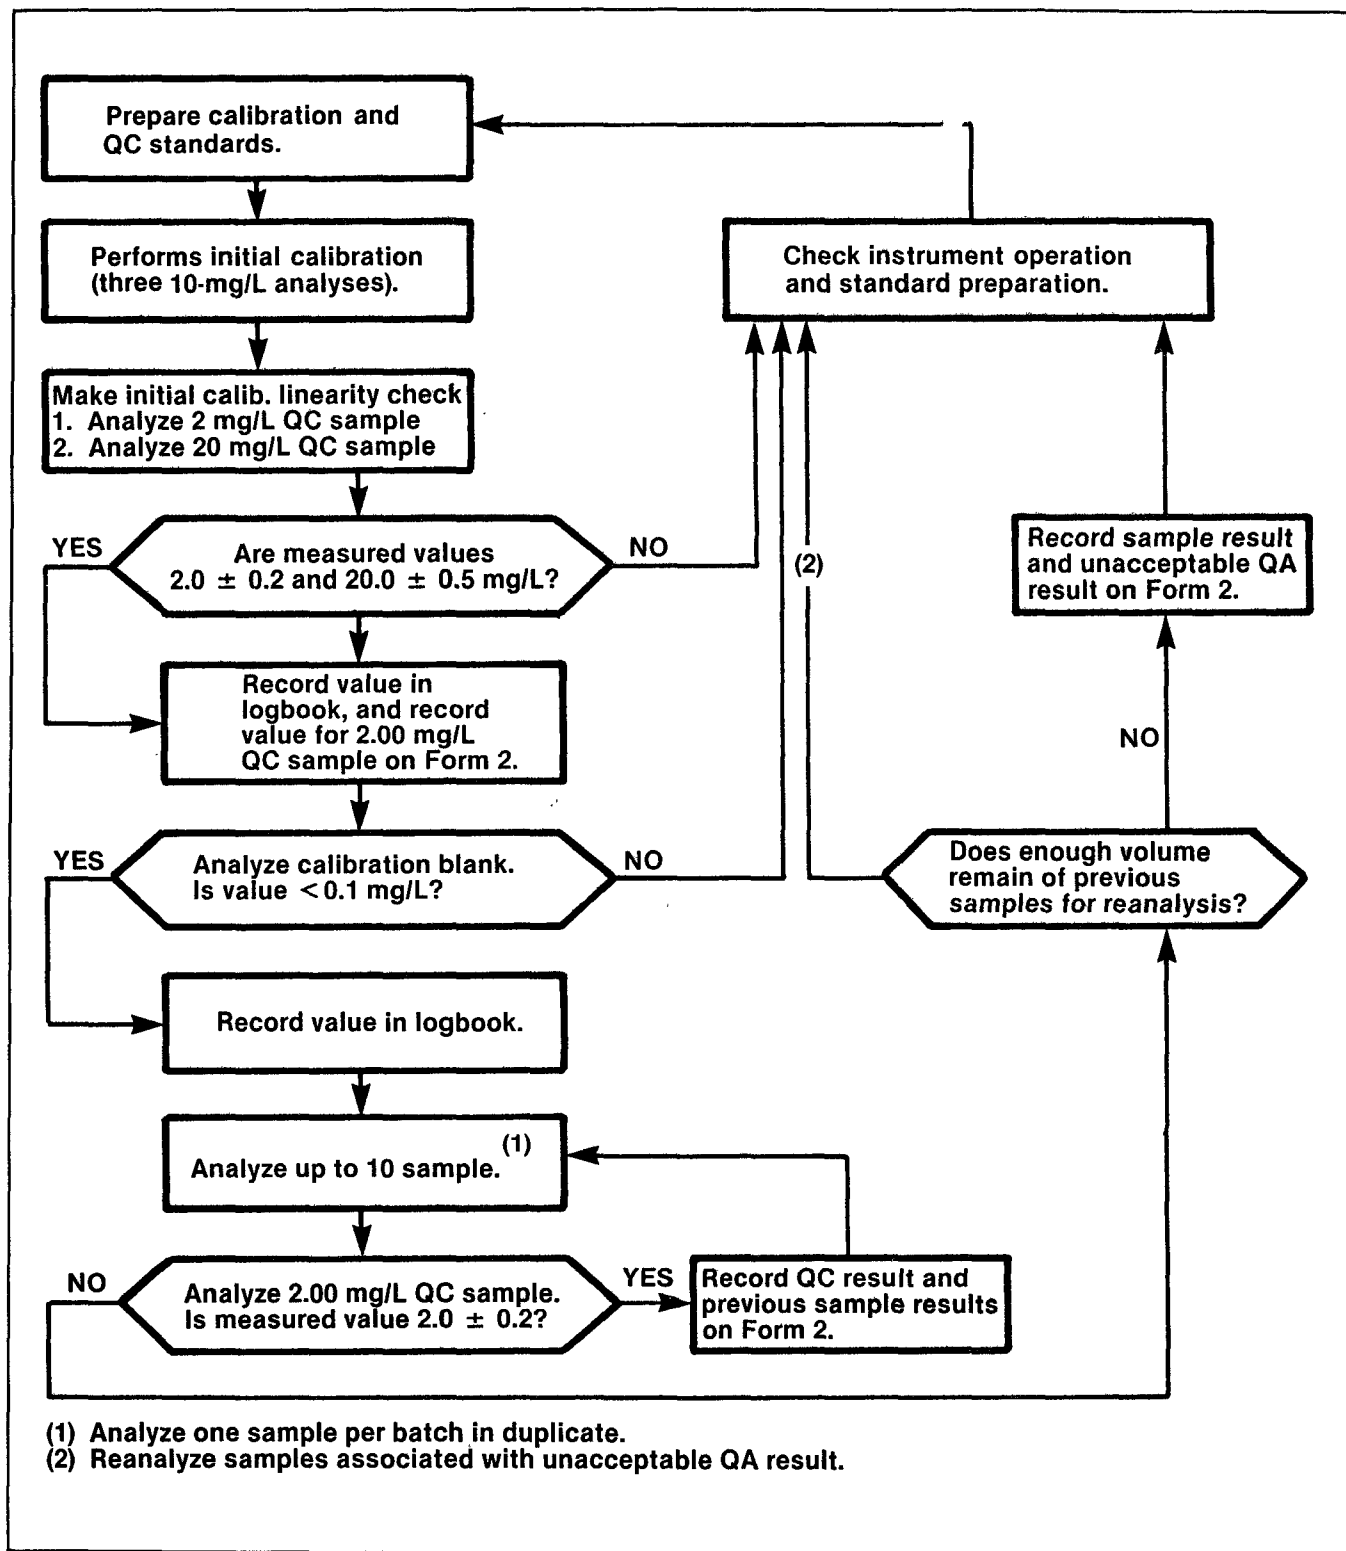 Prepare calibration and
QC standards.
Performs initial calibration
(three 10-mg/L analyses).
Check instrument operation
and standard preparation.
Make initial calib. linearity check
1. Analyze 2 mg/L QC sample
2. Analyze 20 mg/L QC sample
YES
Are measured values
2.0 ± 0.2 and 20.0 ± 0.5 mg/L?
NO
(2)
Record sample result
and unacceptable QA
result on Form 2.
Record value in
logbook, and record
value for 2.00 mg/L
QC sample on Form 2.
NO
YES
Analyze calibration blank.
Is value <0.1 mg/L?
NO
Does enough volume
remain of previous
samples for reanalysis?
Record value in logbook.
(1)
Analyze up to 10 sample.
NO
Analyze 2.00 mg/L QC sample.
Is measured value 2.0 ± 0.2?
YES
Record QC result and
previous sample results
on Form 2.
(1) Analyze one sample per batch in duplicate.
(2) Reanalyze samples associated with unacceptable QA result.